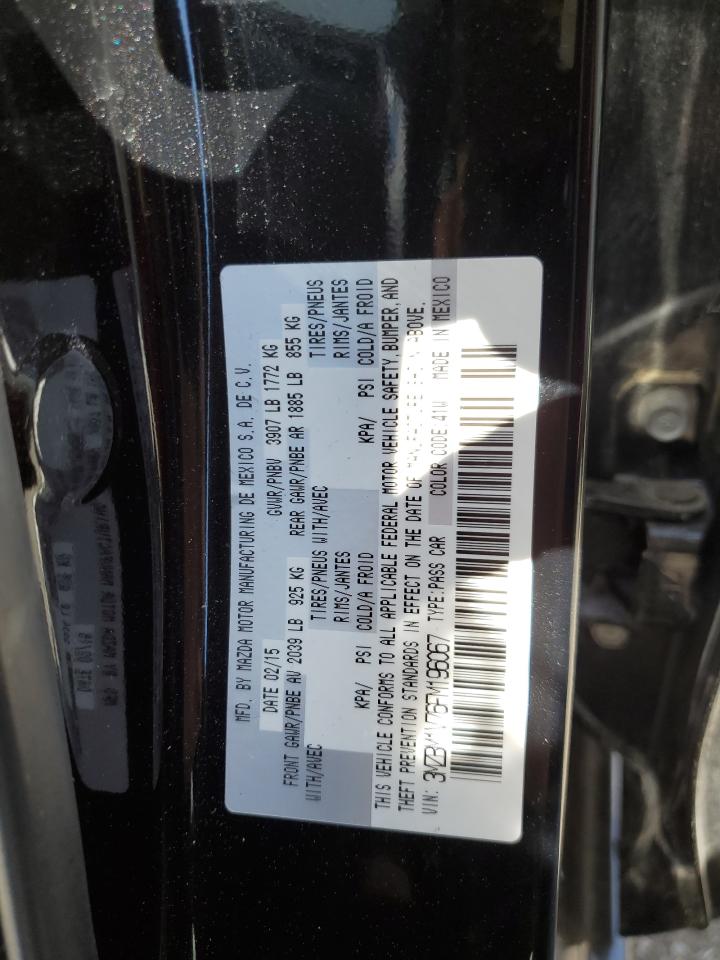 MFD. BY MAZDA MOTOR MANUFACTURING DE MEXICO S.A. DE C.V.
DATE 02/15 GVWR/PNBV 3907 LB 1772 KG
FRONT GAWR/PNBE AV 2039 LB 925 KG REAR GAWR/PNBE AR 1885 LB 855 KG
WITH/AVEC TIRES/PNEUS WITH/AVEC TIRES/PNEUS
RIMS/JANTES RIMS/JANTES
KPA/ PSI COLD/A FROID KPA/ PSI COLD/A FROID
THIS VEHICLE CONFORMS TO ALL APPLICABLE FEDERAL MOTOR VEHICLE SAFETY, BUMPER, AND
THEFT PREVENTION STANDARDS IN EFFECT ON THE DATE OF ABOVE.
VIN: TYPE:PASS CAR COLOR CODE:41W MADE IN MEXICO